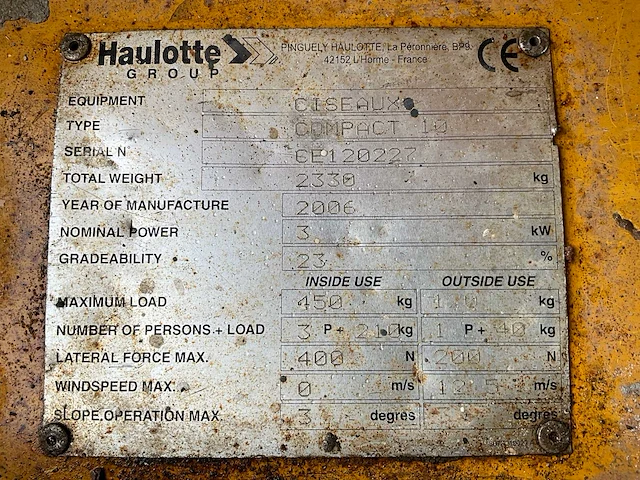 Haulotte
GROUP
PINGUELY HAULOTTE, La Péronnière, BP9.
42152 L'Horme - France
CE
EQUIPMENT CISEAUX
TYPE COMPACT 10
SERIAL N CE120227
TOTAL WEIGHT 2330 kg
YEAR OF MANUFACTURE 2006
NOMINAL POWER 3 kW
GRADEABILITY 23 %
INSIDE USE OUTSIDE USE
MAXIMUM LOAD 450 kg kg
NUMBER OF PERSONS + LOAD 3 P+ 210 kg 1 P+ 40 kg
LATERAL FORCE MAX. 400 N 200 N
WINDSPEED MAX. 0 m/s m/s
SLOPE.OPERATION MAX. 3 degres degres